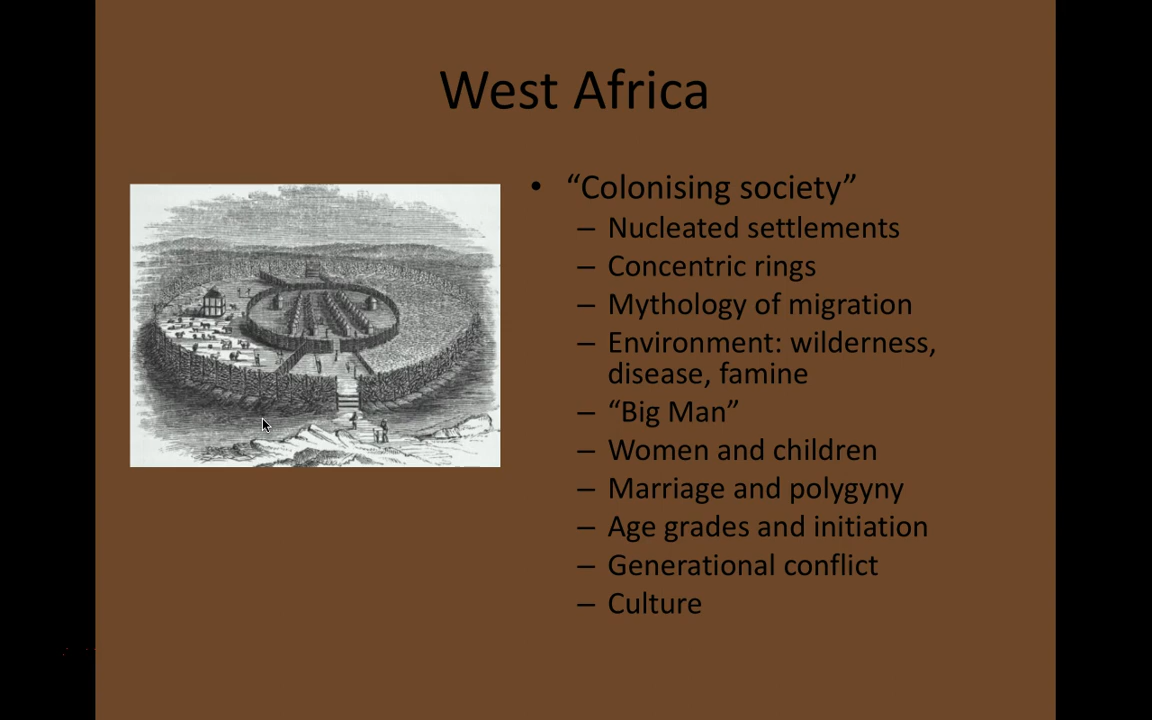 West Africa
• “Colonising society”
– Nucleated settlements
– Concentric rings
– Mythology of migration
– Environment: wilderness,
disease, famine
– “Big Man”
– Women and children
– Marriage and polygyny
– Age grades and initiation
– Generational conflict
– Culture